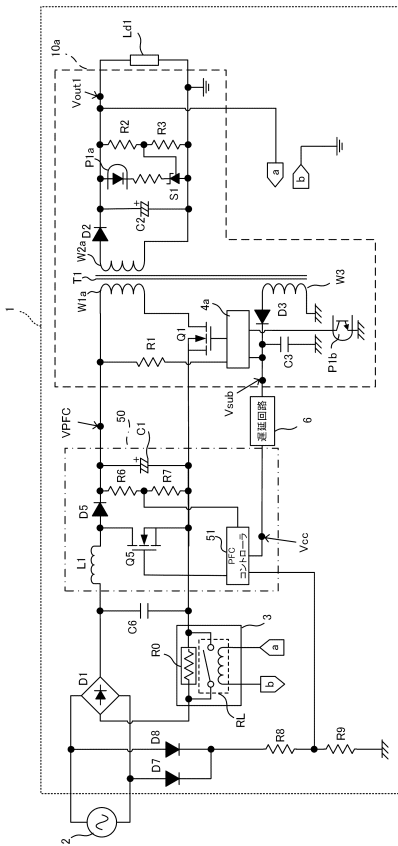 1
10a
Ld1
Vout1
R2
R3
P1a
S1
C2
+
D2
a
b
W2a
T1
W1a
W3
Q1
4a
D3
R1
C3
P1b
Vsub
VPFC
遅延回路
6
50
C1
+
R6
R7
D5
Vcc
L1
Q5
51
PFC
コントローラ
C6
3
R0
a
b
RL
D1
D8
D7
R8
R9
2